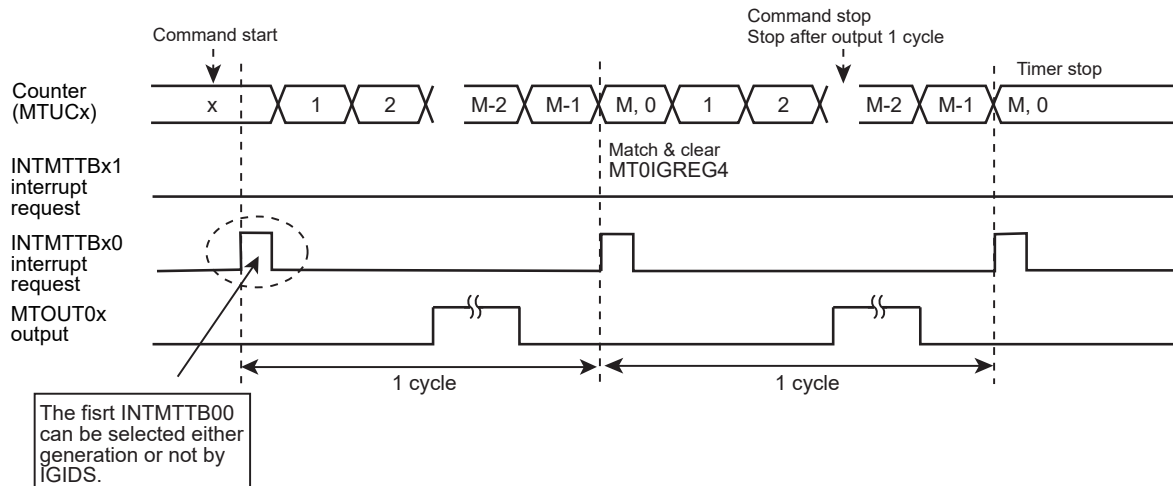 Command start
Command stop
Stop after output 1 cycle
Timer stop
Counter
(MTUCx)
x 1 2 M-2 M-1 M, 0 1 2 M-2 M-1 M, 0
Match & clear
MT0IGREG4
INTMTTBx1
interrupt
request
INTMTTBx0
interrupt
request
MTOUT0x
output
1 cycle 1 cycle
The fisrt INTMTTB00
can be selected either
generation or not by
IGIDS.